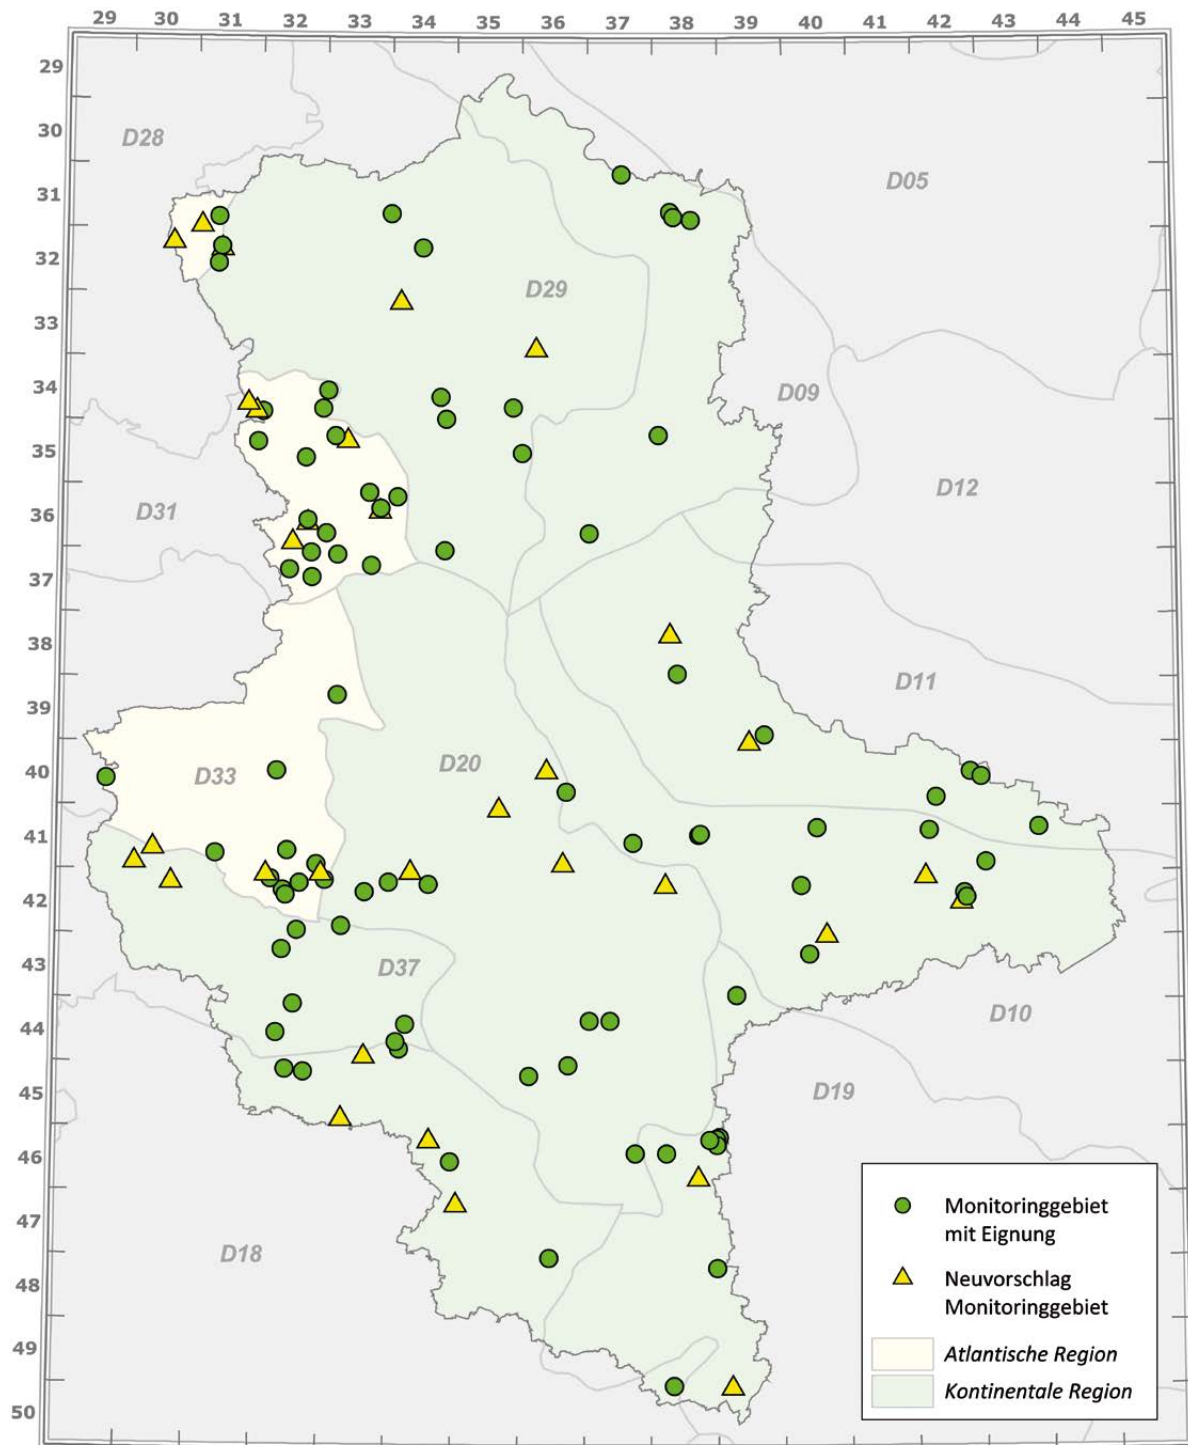 29 30 31 32 33 34 35 36 37 38 39 40 41 42 43 44 45
29
30
D28
D05
31
32
D29
33
34
D09
35
D31
D12
36
37
38
D11
39
D20
40
D33
41
42
43
D37
44
D10
45
D19
46
47
D18
48
49
50
Monitoringgebiet
mit Eignung
Neuvorschlag
Monitoringgebiet
Atlantische Region
Kontinentale Region